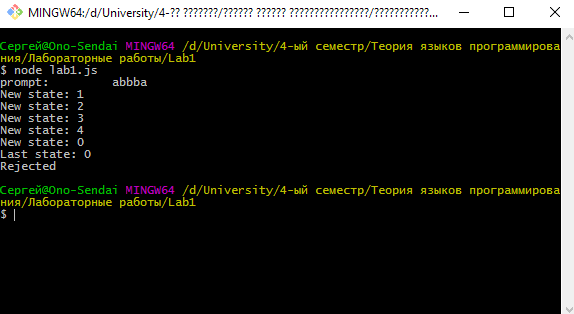 MINGW64:/d/University/4-?? ???????/?????? ?????? ????????????????/???????????...
Сергей@Ono-Sendai MINGW64 /d/University/4-ый семестр/Теория языков программирова
ния/Лабораторные работы/Lab1
$ node lab1.js
prompt:         abbba
New state: 1
New state: 2
New state: 3
New state: 4
New state: 0
Last state: 0
Rejected
Сергей@Ono-Sendai MINGW64 /d/University/4-ый семестр/Теория языков программирова
ния/Лабораторные работы/Lab1
$